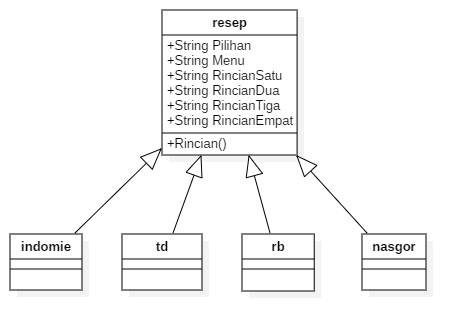 resep
+String Pilihan
+String Menu
+String RincianSatu
+String RincianDua
+String RincianTiga
+String RincianEmpat
+Rincian()
indomie
td
rb
nasgor